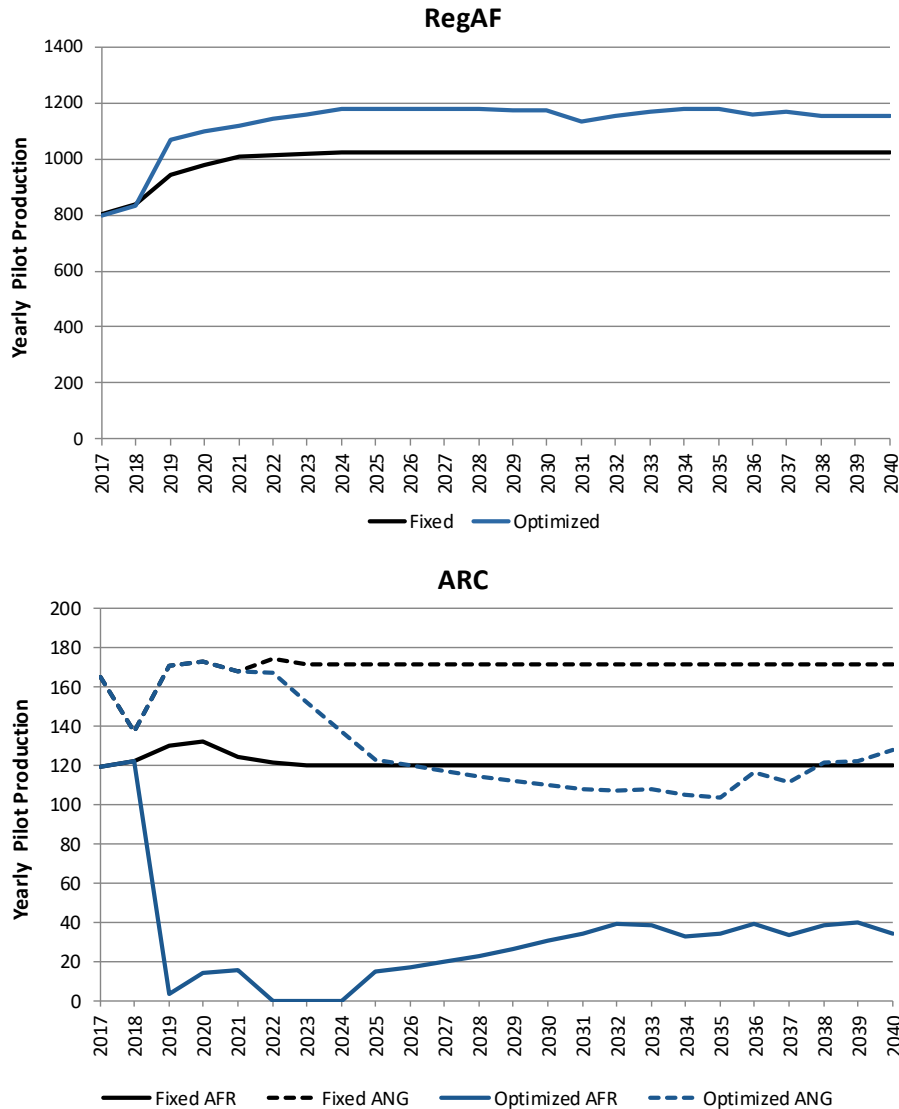 RegAF
Yearly Pilot Production
1400
1200
1000
800
600
400
200
0
2017 2018 2019 2020 2021 2022 2023 2024 2025 2026 2027 2028 2029 2030 2031 2032 2033 2034 2035 2036 2037 2038 2039 2040
Fixed Optimized
ARC
Yearly Pilot Production
200
180
160
140
120
100
80
60
40
20
0
2017 2018 2019 2020 2021 2022 2023 2024 2025 2026 2027 2028 2029 2030 2031 2032 2033 2034 2035 2036 2037 2038 2039 2040
Fixed AFR Fixed ANG Optimized AFR Optimized ANG